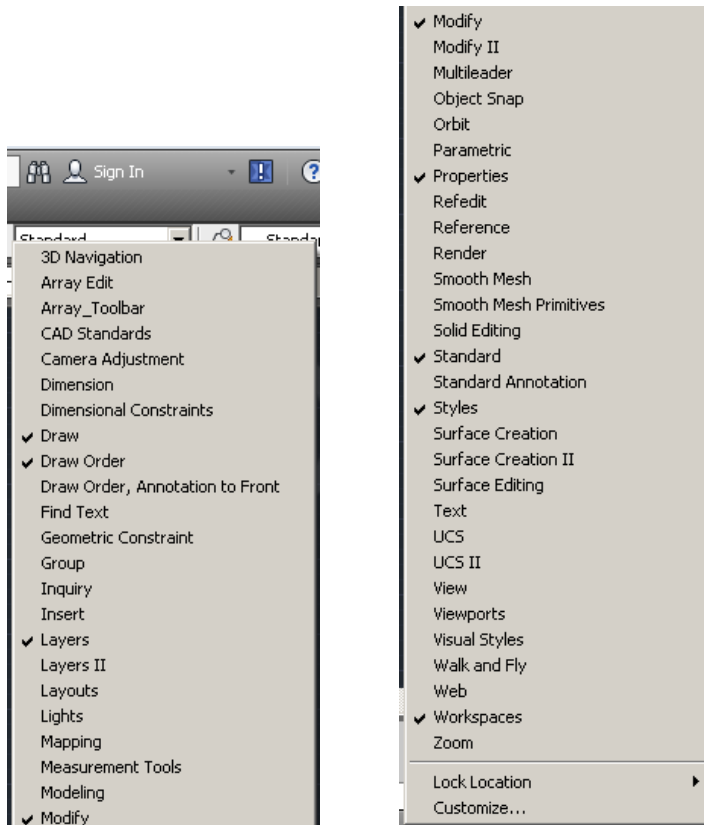 Sign In
Standard
3D Navigation
Array Edit
Array_Toolbar
CAD Standards
Camera Adjustment
Dimension
Dimensional Constraints
Draw
Draw Order
Draw Order, Annotation to Front
Find Text
Geometric Constraint
Group
Inquiry
Insert
Layers
Layers II
Layouts
Lights
Mapping
Measurement Tools
Modeling
Modify
Modify
Modify II
Multileader
Object Snap
Orbit
Parametric
Properties
Refedit
Reference
Render
Smooth Mesh
Smooth Mesh Primitives
Solid Editing
Standard
Standard Annotation
Styles
Surface Creation
Surface Creation II
Surface Editing
Text
UCS
UCS II
View
Viewports
Visual Styles
Walk and Fly
Web
Workspaces
Zoom
Lock Location
Customize...